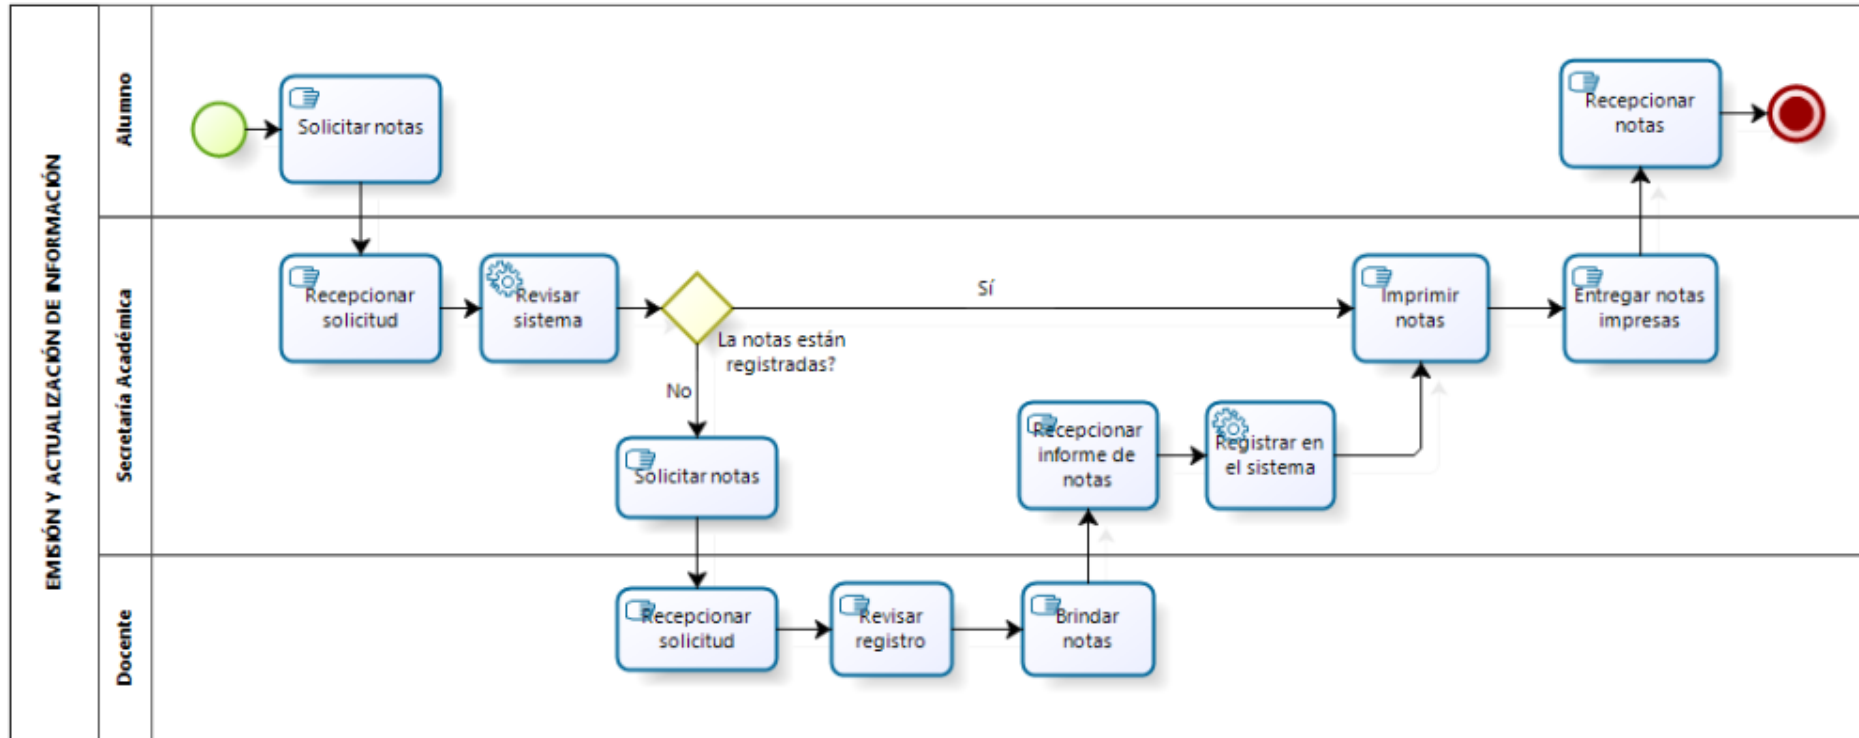 EMISIÓN Y ACTUALIZACIÓN DE INFORMACIÓN
Alumno
Solicitar notas
Recepcionar
notas
Secretaría Académica
Recepcionar
solicitud
Revisar
sistema
La notas están
registradas?
Sí
No
Imprimir
notas
Entregar notas
impresas
Solicitar notas
Recepcionar
informe de
notas
Registrar en
el sistema
Docente
Recepcionar
solicitud
Revisar
registro
Brindar
notas